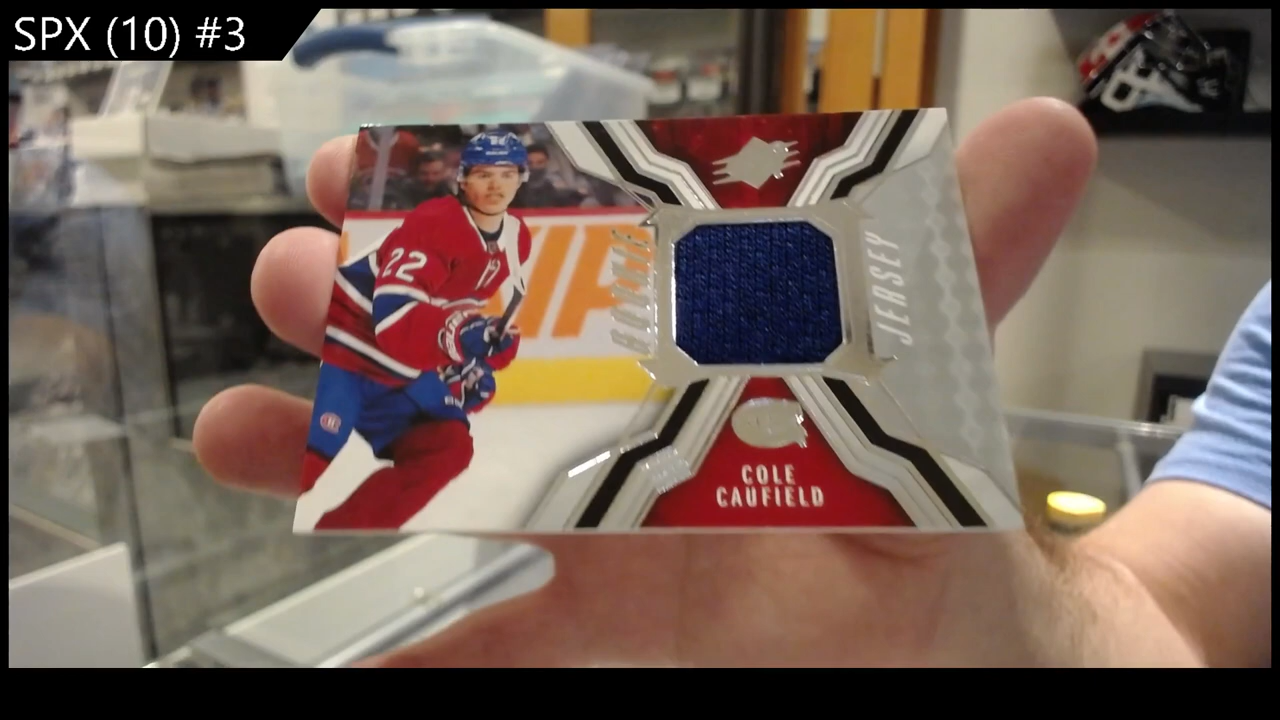 SPX (10) #3
22
ROOKIE
JERSEY
COLE
CAUFIELD